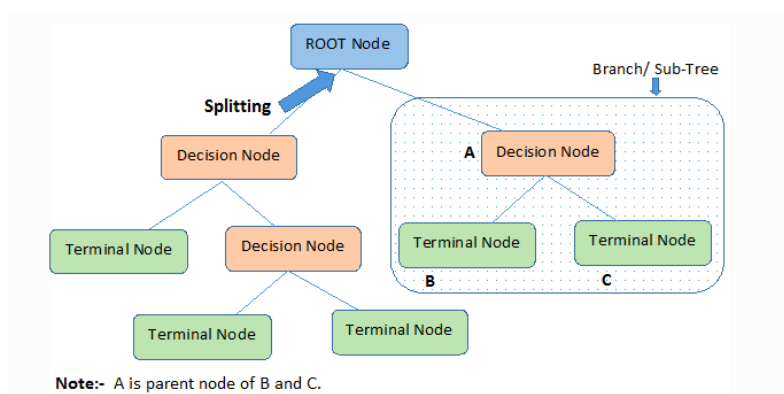 ROOT Node
Branch/ Sub-Tree
Splitting
Decision Node
A
Decision Node
Terminal Node
Decision Node
Terminal Node
Terminal Node
B
C
Terminal Node
Terminal Node
Note:- A is parent node of B and C.